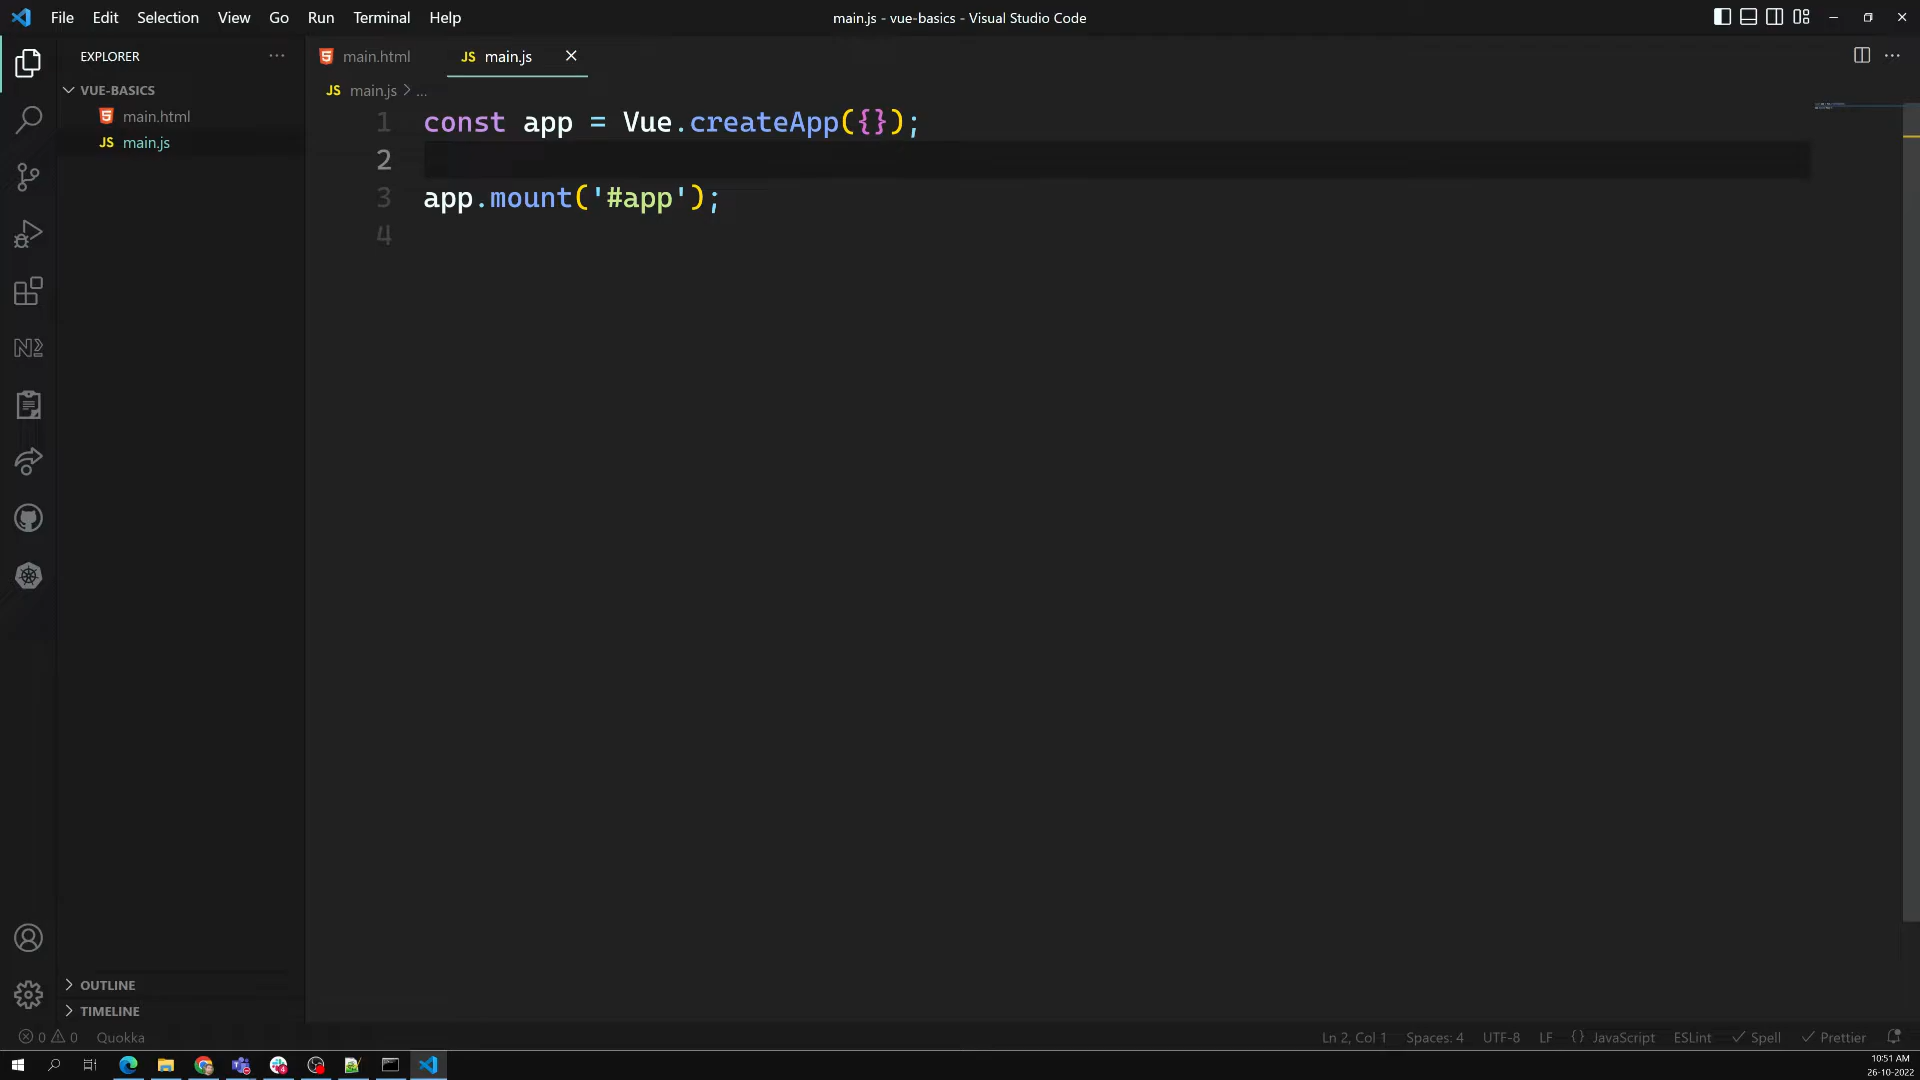 File Edit Selection View Go Run Terminal Help
main.js - vue-basics - Visual Studio Code
EXPLORER
VUE-BASICS
main.html
JS main.js
main.html
JS main.js
JS main.js > ...
1 const app = Vue.createApp({});
2
3 app.mount('#app');
4
OUTLINE
TIMELINE
0 0 Quokka
Ln 2, Col 1 Spaces: 4 UTF-8 LF {} JavaScript ESLint Spell Prettier
10:51 AM
26-10-2022